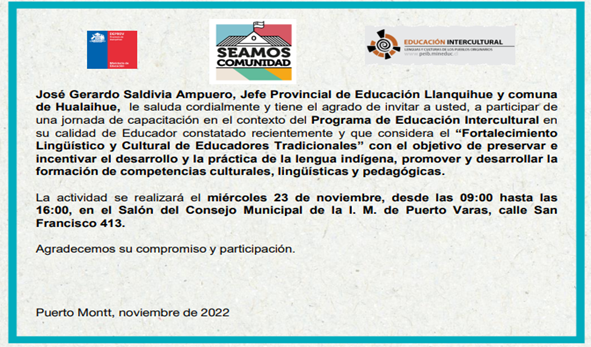 SEAMOS
COMUNIDAD
EDUCACIÓN INTERCULTURAL
José Gerardo Saldivia Ampuero, Jefe Provincial de Educación Llanquihue y comuna
de Hualaihue, le saluda cordialmente y tiene el agrado de invitar a usted, a participar de
una jornada de capacitación en el contexto del Programa de Educación Intercultural en
su calidad de Educador constatado recientemente y que considera el “Fortalecimiento
Lingüístico y Cultural de Educadores Tradicionales” con el objetivo de preservar e
incentivar el desarrollo y la práctica de la lengua indígena, promover y desarrollar la
formación de competencias culturales, lingüísticas y pedagógicas.
La actividad se realizará el miércoles 23 de noviembre, desde las 09:00 hasta las
16:00, en el Salón del Consejo Municipal de la I. M. de Puerto Varas, calle San
Francisco 413.
Agradecemos su compromiso y participación.
Puerto Montt, noviembre de 2022